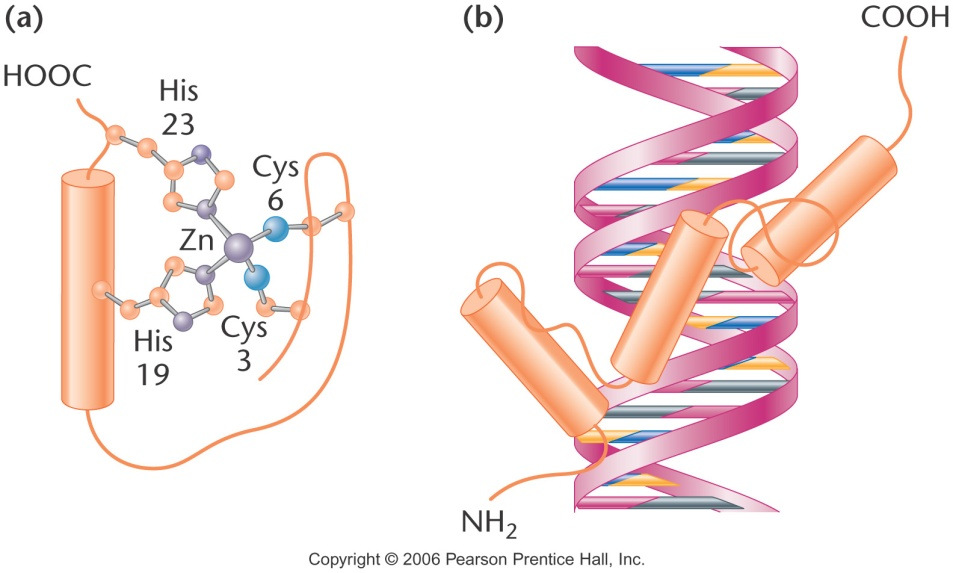 (a)
HOOC
His
23
Cys
6
Zn
His
19
Cys
3
(b)
COOH
NH₂
Copyright © 2006 Pearson Prentice Hall, Inc.